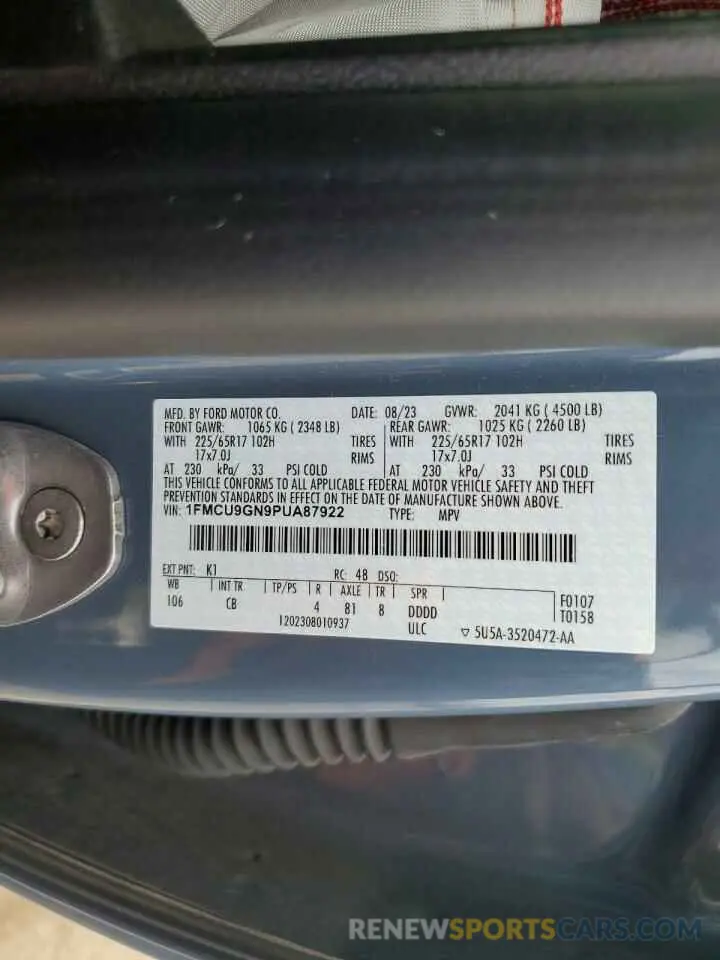 MFD. BY FORD MOTOR CO. DATE: 08/23 GVWR: 2041 KG ( 4500 LB)
FRONT GAWR: 1065 KG ( 2348 LB) REAR GAWR: 1025 KG ( 2260 LB)
WITH 225/65R17 102H TIRES WITH 225/65R17 102H TIRES
17x7.0J RIMS 17x7.0J RIMS
AT 230 kPa/ 33 PSI COLD AT 230 kPa/ 33 PSI COLD
THIS VEHICLE CONFORMS TO ALL APPLICABLE FEDERAL MOTOR VEHICLE SAFETY AND THEFT
PREVENTION STANDARDS IN EFFECT ON THE DATE OF MANUFACTURE SHOWN ABOVE.
VIN: 1FMCU9GN9PUA87922 TYPE: MPV
EXT PNT: K1 RC: 48 DSO:
WB INT TR TP/PS R AXLE TR SPR
106 CB 4 81 8 DDDD F0107
T0158
1202308010937 ULC ▽ 5U5A-3520472-AA
RENEWSPORTSCARS.COM